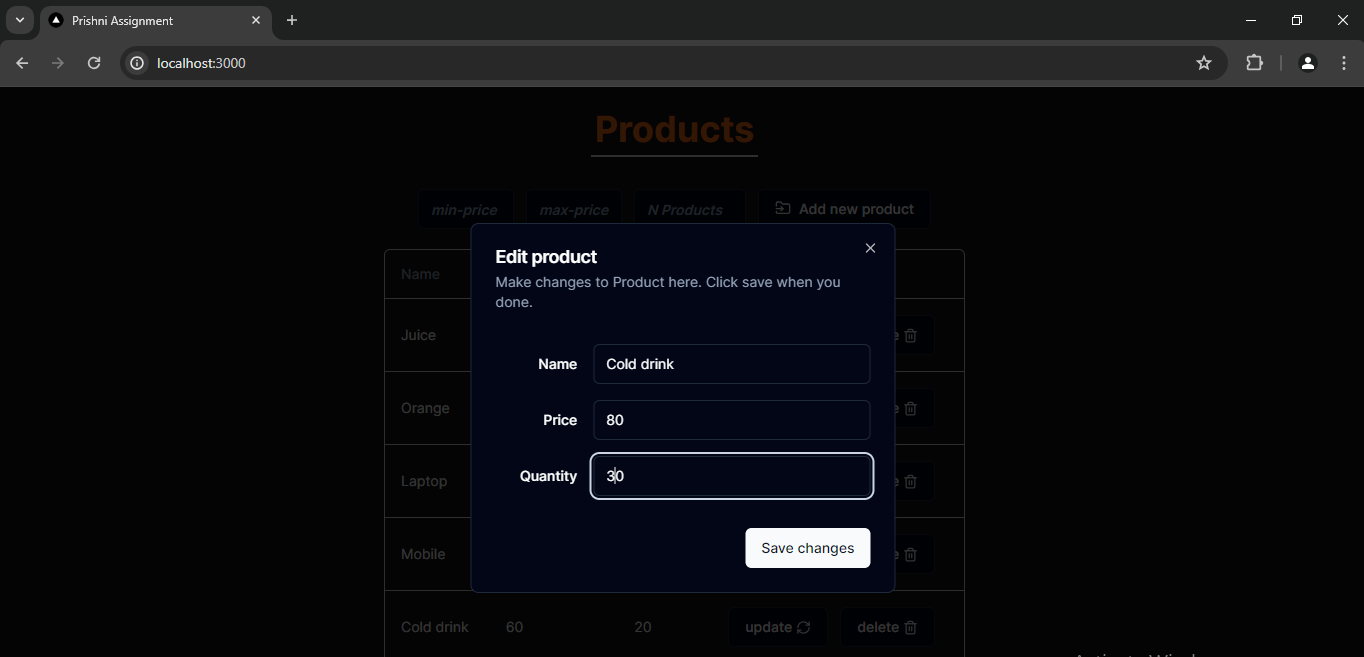 Prishni Assignment
localhost:3000
Products
min-price max-price N Products Add new product
Edit product
Make changes to Product here. Click save when you
done.
Name
Name Cold drink
Juice
Price 80
Orange
Quantity 30
Laptop
Save changes
Mobile
Cold drink 60 20 update delete